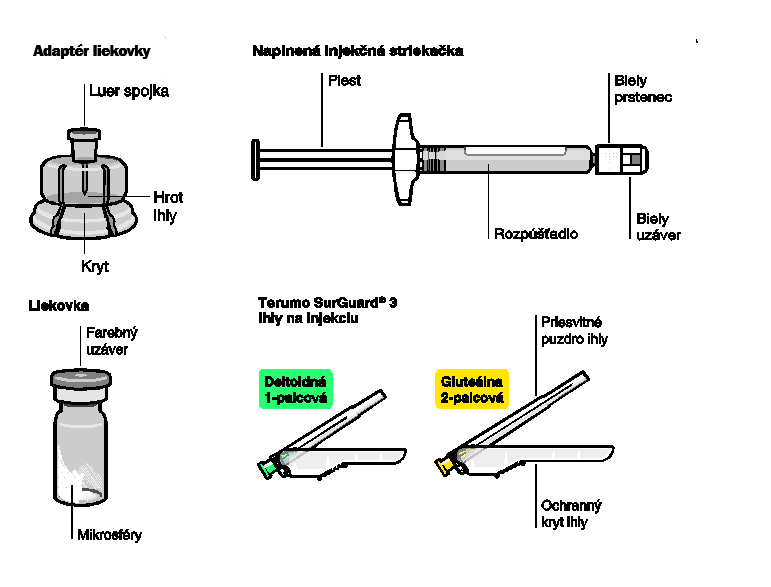 Adaptér liekovky
Luer spojka
Hrot
ihly
Kryt
Naplnená injekčná striekačka
Piest
Biely
prstenec
Rozpúšťadlo
Biely
uzáver
Liekovka
Farebný
uzáver
Mikrosféry
Terumo SurGuard® 3
ihly na injekciu
Deltoidná
1-palcová
Gluteálna
2-palcová
Priesvitné
puzdro ihly
Ochranný
kryt ihly